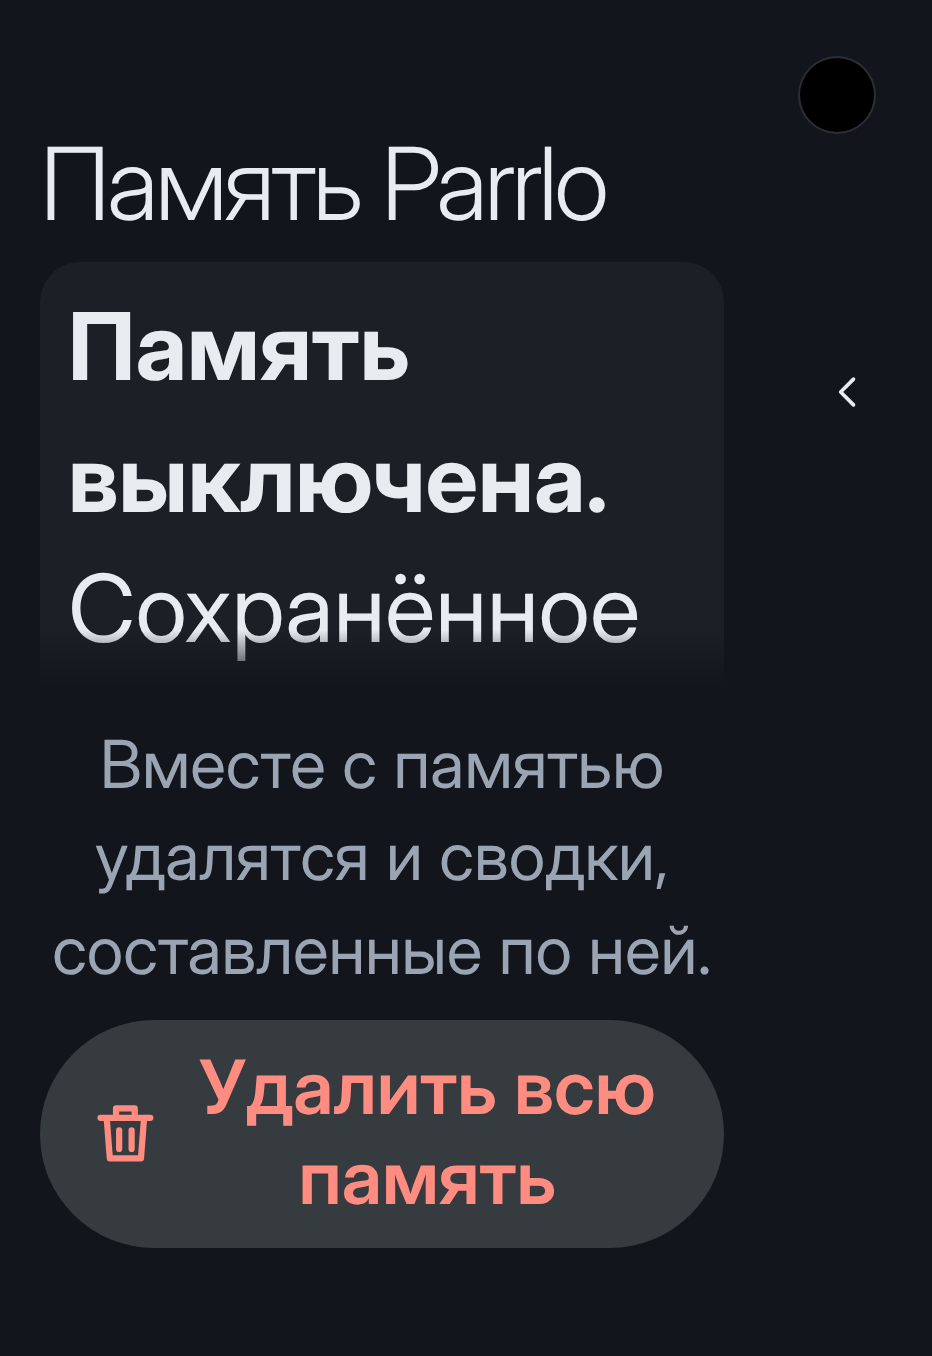 Память Parrlo
Память
выключена.
Сохранённое
Вместе с памятью
удалятся и сводки,
составленные по ней.
Удалить всю
память